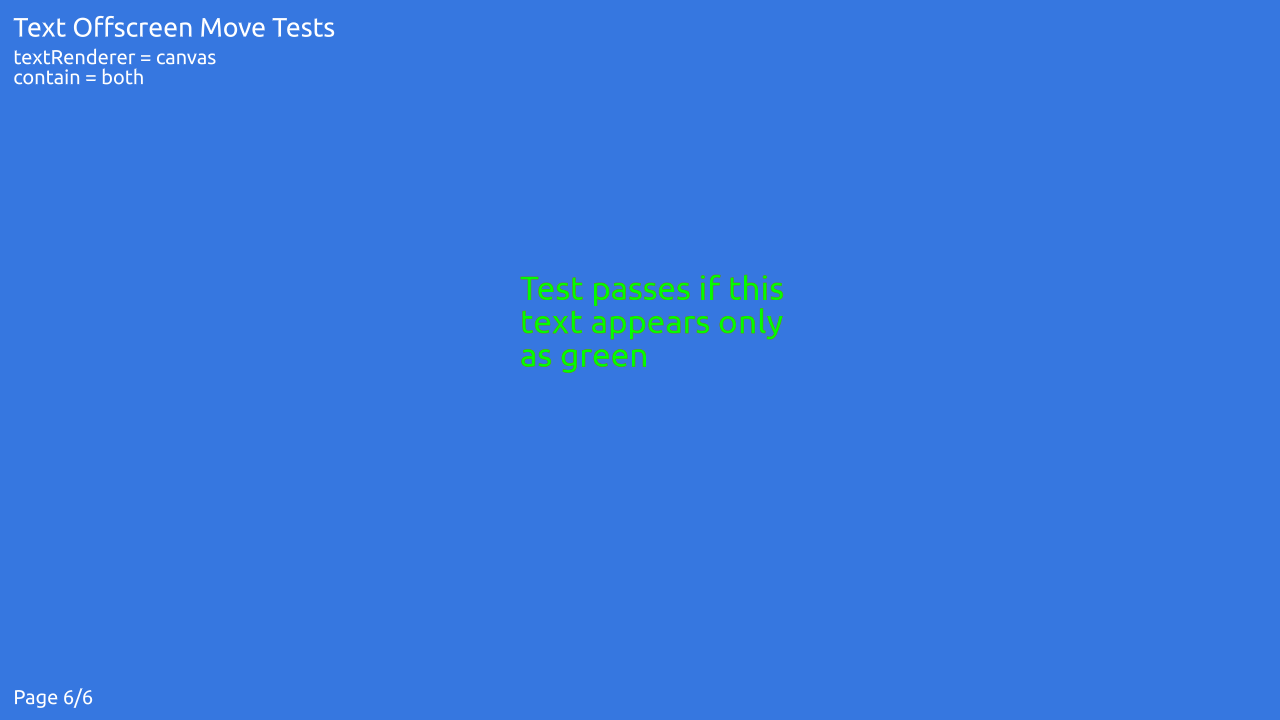 Text Offscreen Move Tests
textRenderer = canvas
contain = both
Test passes if this
text appears only
as green
Page 6/6